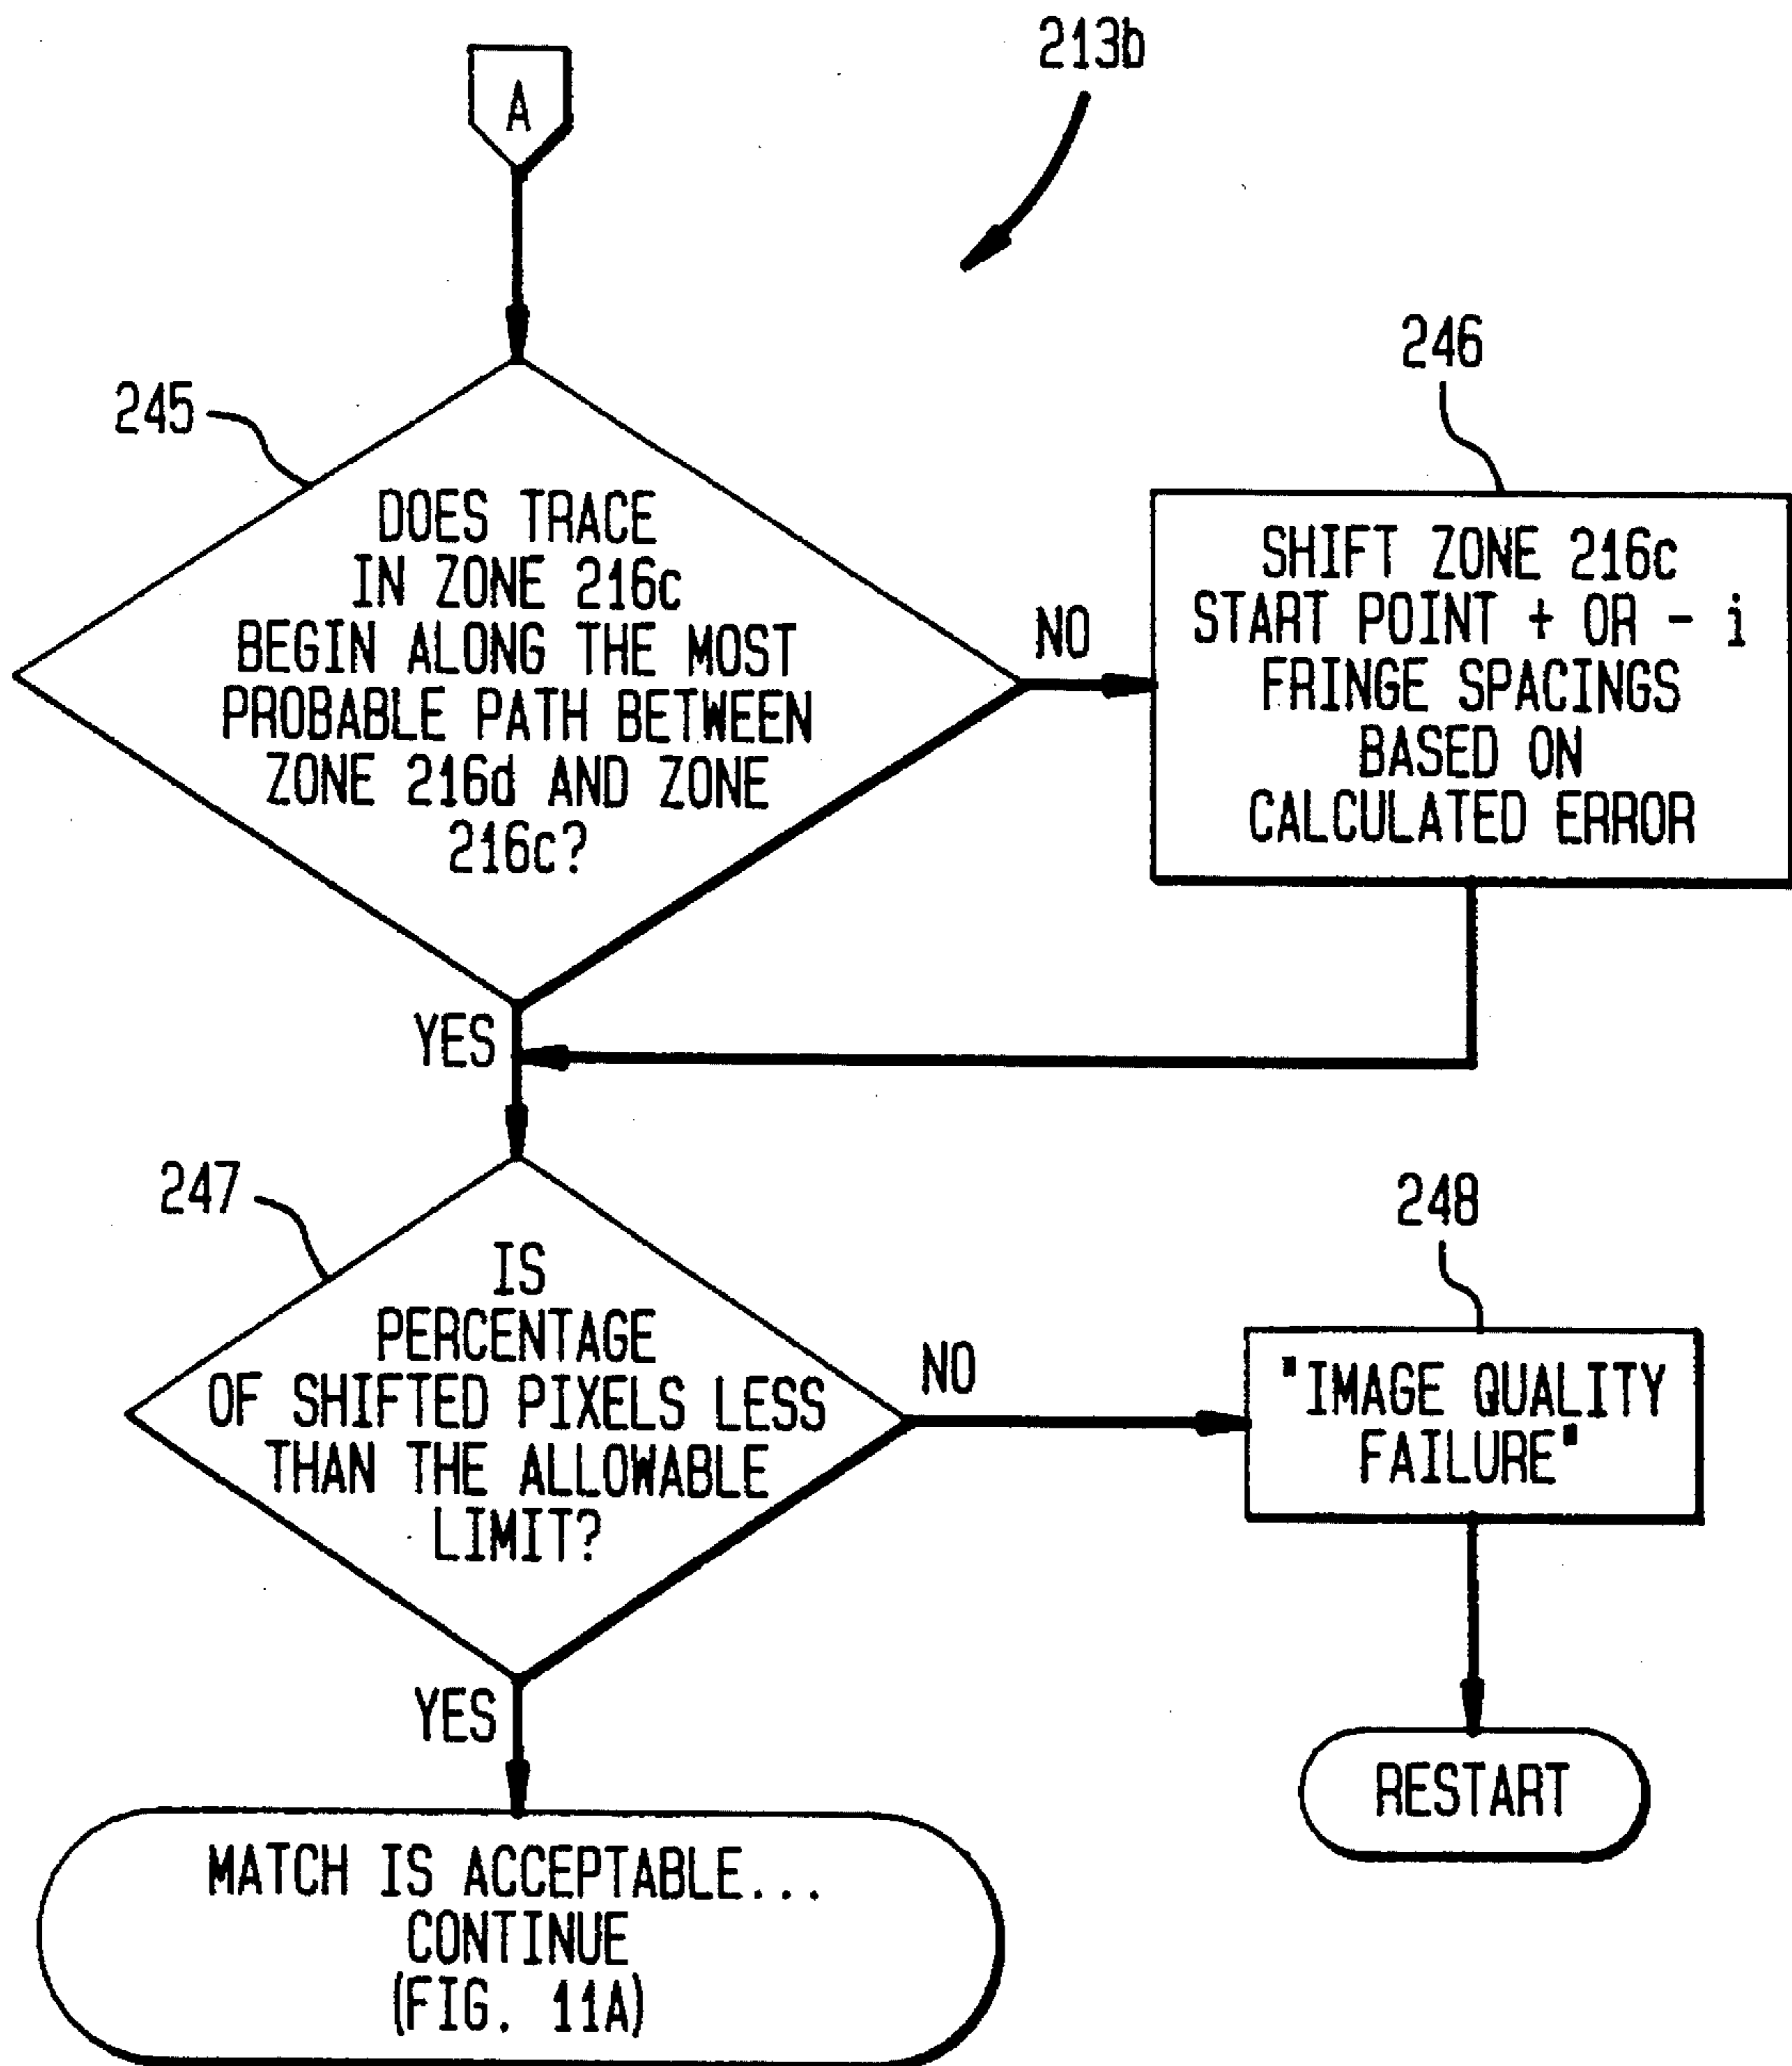 213b
A
245
DOES TRACE
IN ZONE 216c
BEGIN ALONG THE MOST
PROBABLE PATH BETWEEN
ZONE 216d AND ZONE
216c?
NO
246
SHIFT ZONE 216c
START POINT + OR - i
FRINGE SPACINGS
BASED ON
CALCULATED ERROR
YES
247
IS
PERCENTAGE
OF SHIFTED PIXELS LESS
THAN THE ALLOWABLE
LIMIT?
NO
248
"IMAGE QUALITY
FAILURE"
RESTART
YES
MATCH IS ACCEPTABLE...
CONTINUE
(FIG. 11A)